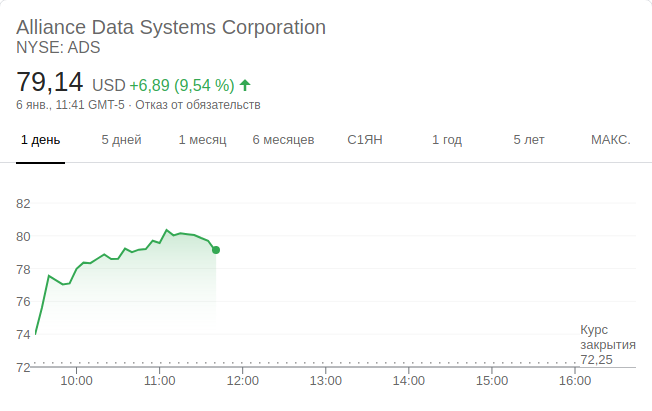 Alliance Data Systems Corporation
NYSE: ADS
79,14 USD +6,89 (9,54 %)
6 янв., 11:41 GMT-5 · Отказ от обязательств
1 день 5 дней 1 месяц 6 месяцев С1ЯН 1 год 5 лет МАКС.
82
80
78
76
74
72
Курс
закрытия
72,25
10:00 11:00 12:00 13:00 14:00 15:00 16:00